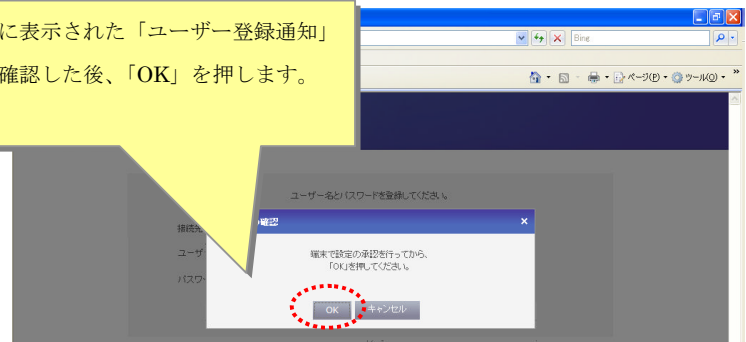 に表示された「ユーザー登録通知」
確認した後、「OK」を押します。
Bing
ページ(P)
ツール(O)
ユーザー名とパスワードを登録してください。
接続先
ユーザ
パスワ
確認
端末で設定の承認を行ってから、
「OK」を押してください。
OK
キャンセル